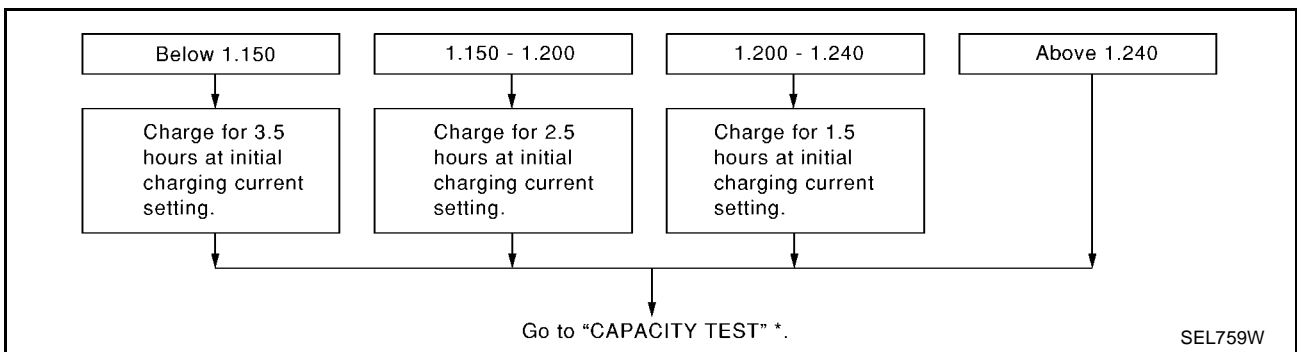 Below 1.150
1.150 - 1.200
1.200 - 1.240
Above 1.240
Charge for 3.5
hours at initial
charging current
setting.
Charge for 2.5
hours at initial
charging current
setting.
Charge for 1.5
hours at initial
charging current
setting.
Go to “CAPACITY TEST” *.
SEL759W